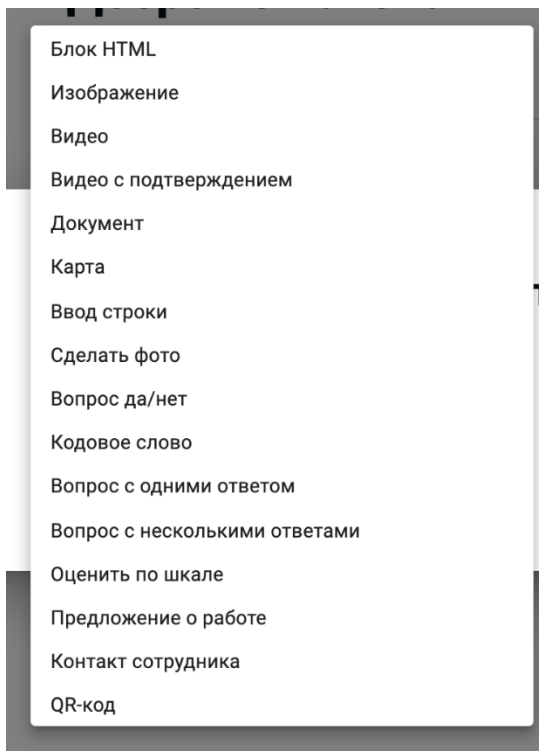 Блок HTML
Изображение
Видео
Видео с подтверждением
Документ
Карта
Ввод строки
Сделать фото
Вопрос да/нет
Кодовое слово
Вопрос с одними ответом
Вопрос с несколькими ответами
Оценить по шкале
Предложение о работе
Контакт сотрудника
QR-код